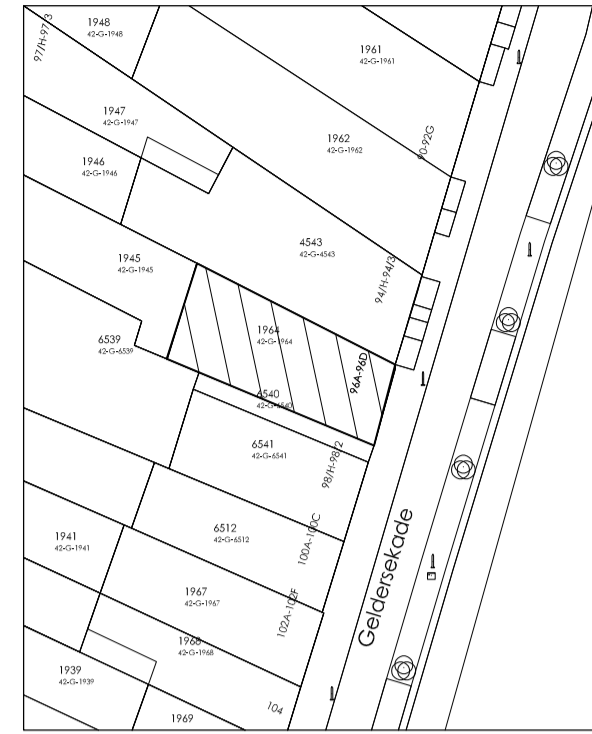 1948
42-G-1948
97/H-97/3
1961
42-G-1961
1947
42-G-1947
1962
42-G-1962
90-92G
1946
42-G-1946
4543
42-G-4543
1945
42-G-1945
94/H-94/3
1964
42-G-1964
6539
42-G-6539
96A-96D
6540
42-G-6540
6541
42-G-6541
98/H-98/2
6512
42-G-6512
100A-100C
Geldersekade
1941
42-G-1941
1967
42-G-1967
102A-102F
1968
42-G-1968
1939
42-G-1939
104
1969